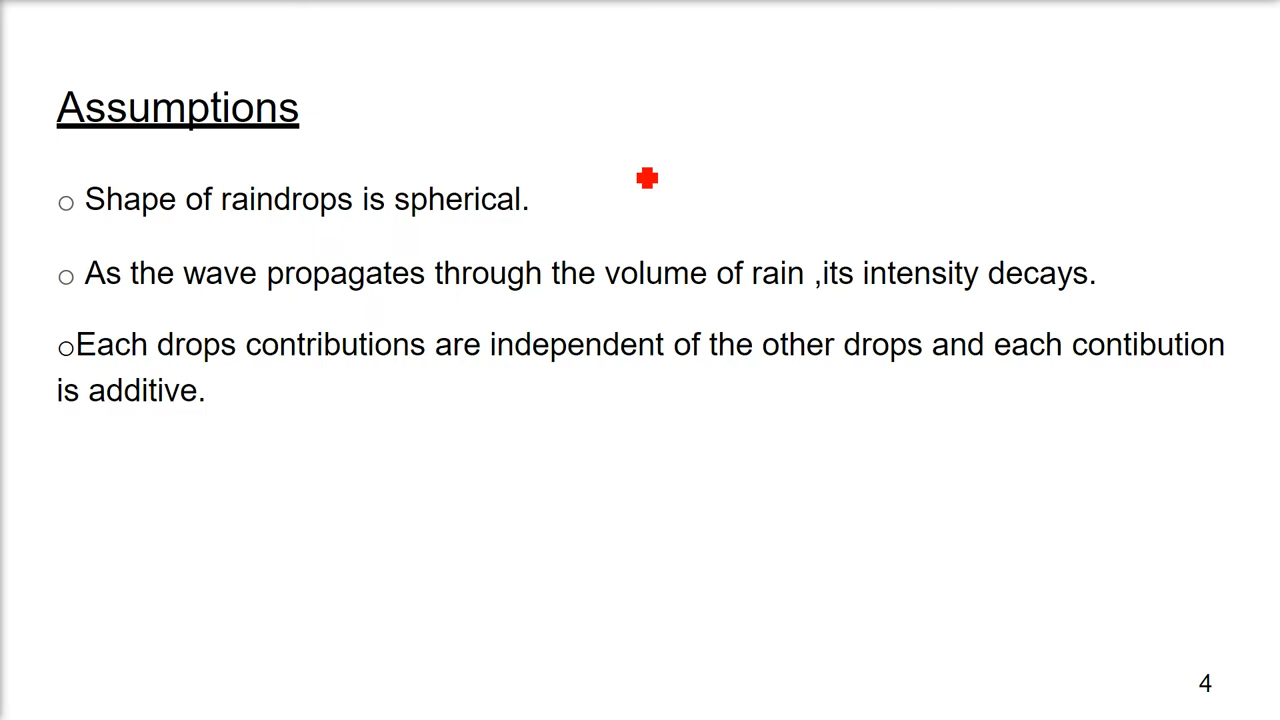 Assumptions
○ Shape of raindrops is spherical.
○ As the wave propagates through the volume of rain ,its intensity decays.
○Each drops contributions are independent of the other drops and each contibution
is additive.
4